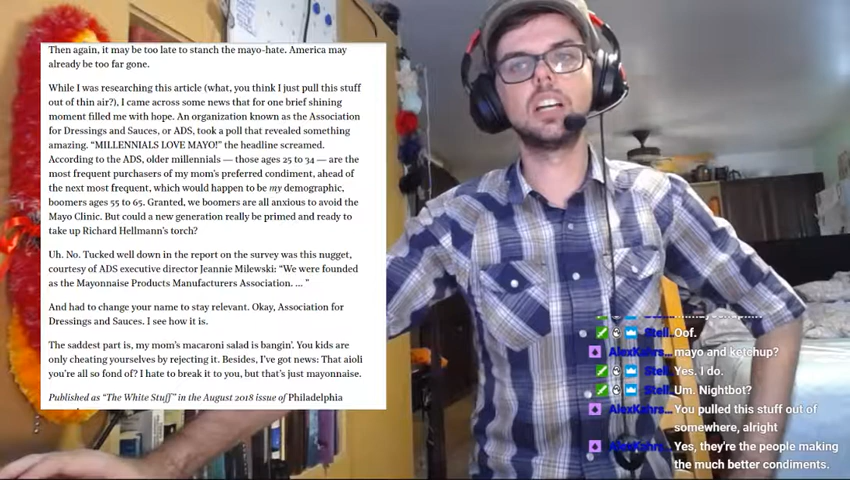 Then again, it may be too late to stanch the mayo-hate. America may
already be too far gone.
While I was researching this article (what, you think I just pull this stuff
out of thin air?), I came across some news that for one brief shining
moment filled me with hope. An organization known as the Association
for Dressings and Sauces, or ADS, took a poll that revealed something
amazing. “MILLENNIALS LOVE MAYO!” the headline screamed.
According to the ADS, older millennials — those ages 25 to 34 — are the
most frequent purchasers of my mom’s preferred condiment, ahead of
the next most frequent, which would happen to be my demographic,
boomers ages 55 to 65. Granted, we boomers are all anxious to avoid the
Mayo Clinic. But could a new generation really be primed and ready to
take up Richard Hellmann’s torch?
Uh. No. Tucked well down in the report on the survey was this nugget,
courtesy of ADS executive director Jeannie Milewski: “We were founded
as the Mayonnaise Products Manufacturers Association. … ”
And had to change your name to stay relevant. Okay, Association for
Dressings and Sauces. I see how it is.
The saddest part is, my mom’s macaroni salad is bangin’. You kids are
only cheating yourselves by rejecting it. Besides, I’ve got news: That aioli
you’re all so fond of? I hate to break it to you, but that’s just mayonnaise.
Published as “The White Stuff” in the August 2018 issue of Philadelphia
Stell... Oof.
AlexKahrs... mayo and ketchup?
Stell... Yes. I do.
Stell... Um. Nightbot?
AlexKahrs... You pulled this stuff out of
somewhere, alright
AlexKahrs... Yes, they're the people making
the much better condiments.